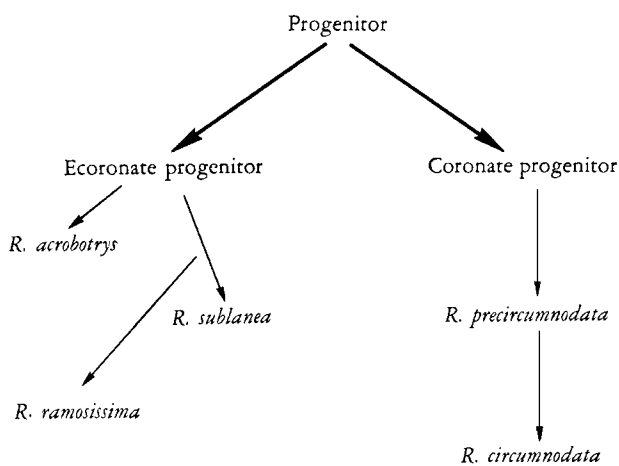 Progenitor
Ecoronate progenitor
Coronate progenitor
R. acrobotrys
R. sublanea
R. precircumnodata
R. ramosissima
R. circumnodata